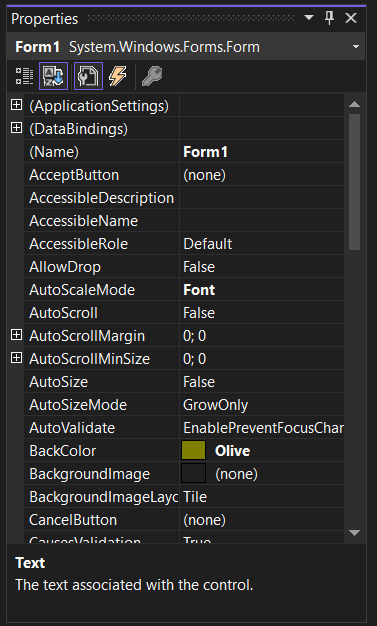 Properties
Form1 System.Windows.Forms.Form
(ApplicationSettings)
(DataBindings)
(Name) Form1
AcceptButton (none)
AccessibleDescription
AccessibleName
AccessibleRole Default
AllowDrop False
AutoScaleMode Font
AutoScroll False
AutoScrollMargin 0; 0
AutoScrollMinSize 0; 0
AutoSize False
AutoSizeMode GrowOnly
AutoValidate EnablePreventFocusChan
BackColor Olive
BackgroundImage (none)
BackgroundImageLayo Tile
CancelButton (none)
CausesValidation True
Text
The text associated with the control.